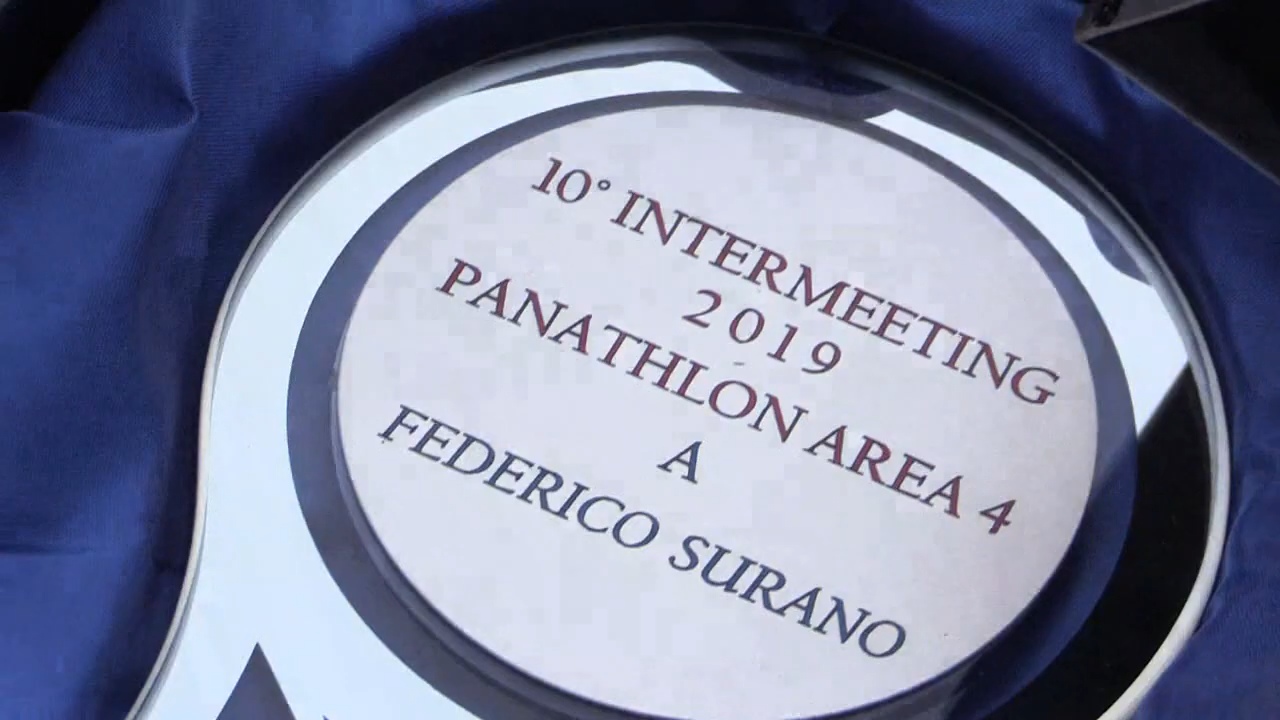 10° INTERMEETING
2019
PANATHLON AREA 4
A
FEDERICO SURANO